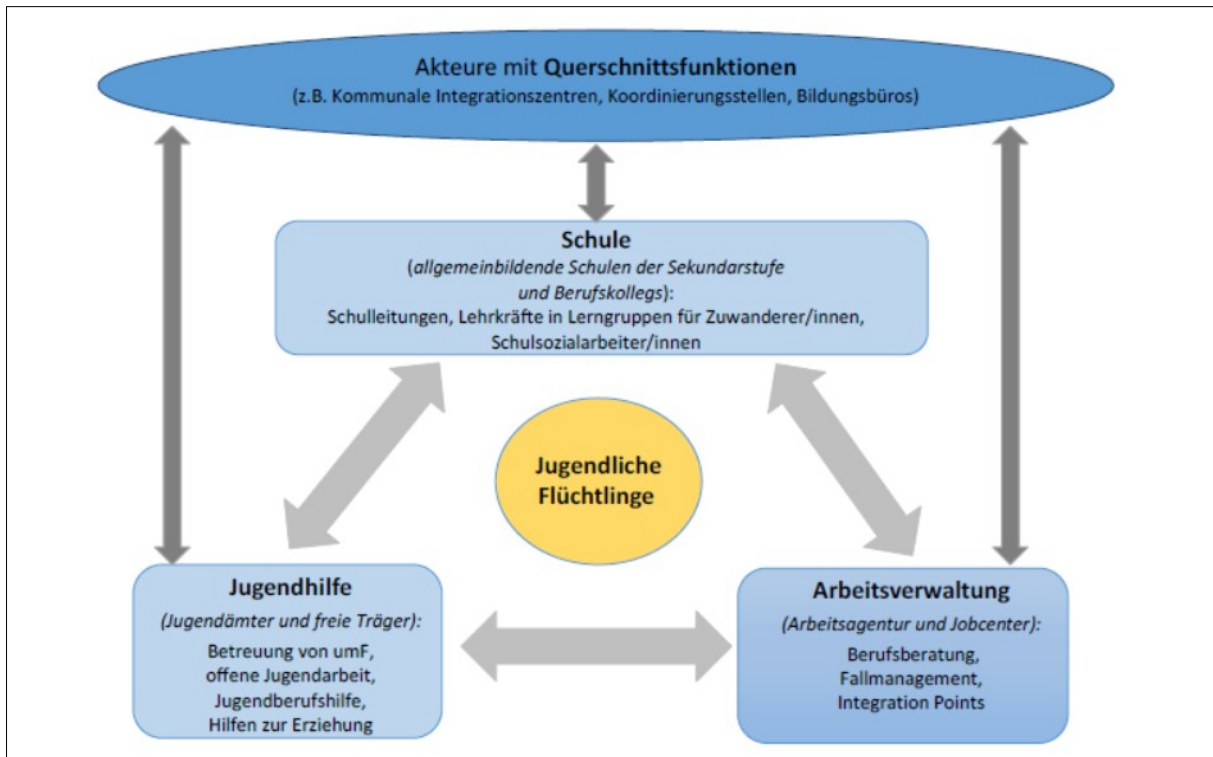 Akteure mit Querschnittsfunktionen
(z.B. Kommunale Integrationszentren, Koordinierungsstellen, Bildungsbüros)
Schule
(allgemeinbildende Schulen der Sekundarstufe
und Berufskollegs):
Schulleitungen, Lehrkräfte in Lerngruppen für Zuwanderer/innen,
Schulsozialarbeiter/innen
Jugendliche
Flüchtlinge
Jugendhilfe
(Jugendämter und freie Träger):
Betreuung von umF,
offene Jugendarbeit,
Jugendberufshilfe,
Hilfen zur Erziehung
Arbeitsverwaltung
(Arbeitsagentur und Jobcenter):
Berufsberatung,
Fallmanagement,
Integration Points